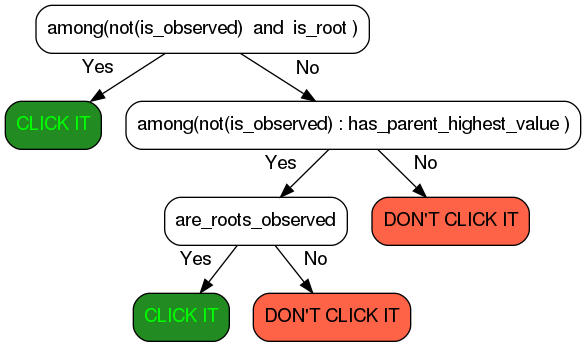 among(not(is_observed)  and  is_root )
Yes
No
CLICK IT
among(not(is_observed) : has_parent_highest_value )
Yes
No
are_roots_observed
DON'T CLICK IT
Yes
No
CLICK IT
DON'T CLICK IT